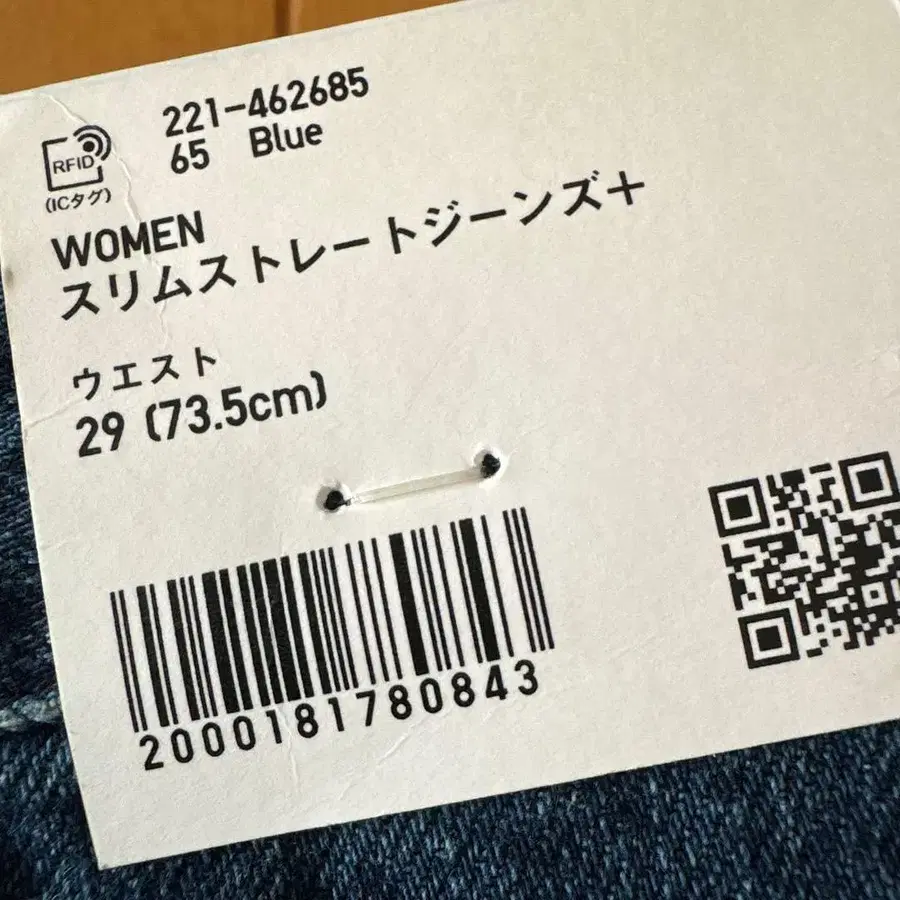 221-462685
65 Blue
RFID
(ICタグ)
WOMEN
スリムストレートジーンズ+
ウエスト
29 (73.5cm)
2000181780843